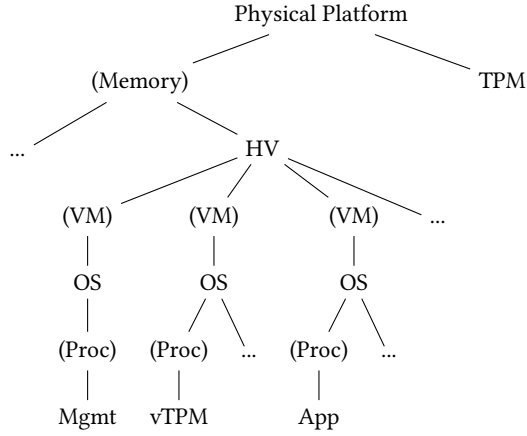 Physical Platform
(Memory) TPM
... HV
(VM) (VM) (VM) ...
OS OS OS
(Proc) (Proc) ... (Proc) ...
Mgmt vTPM App